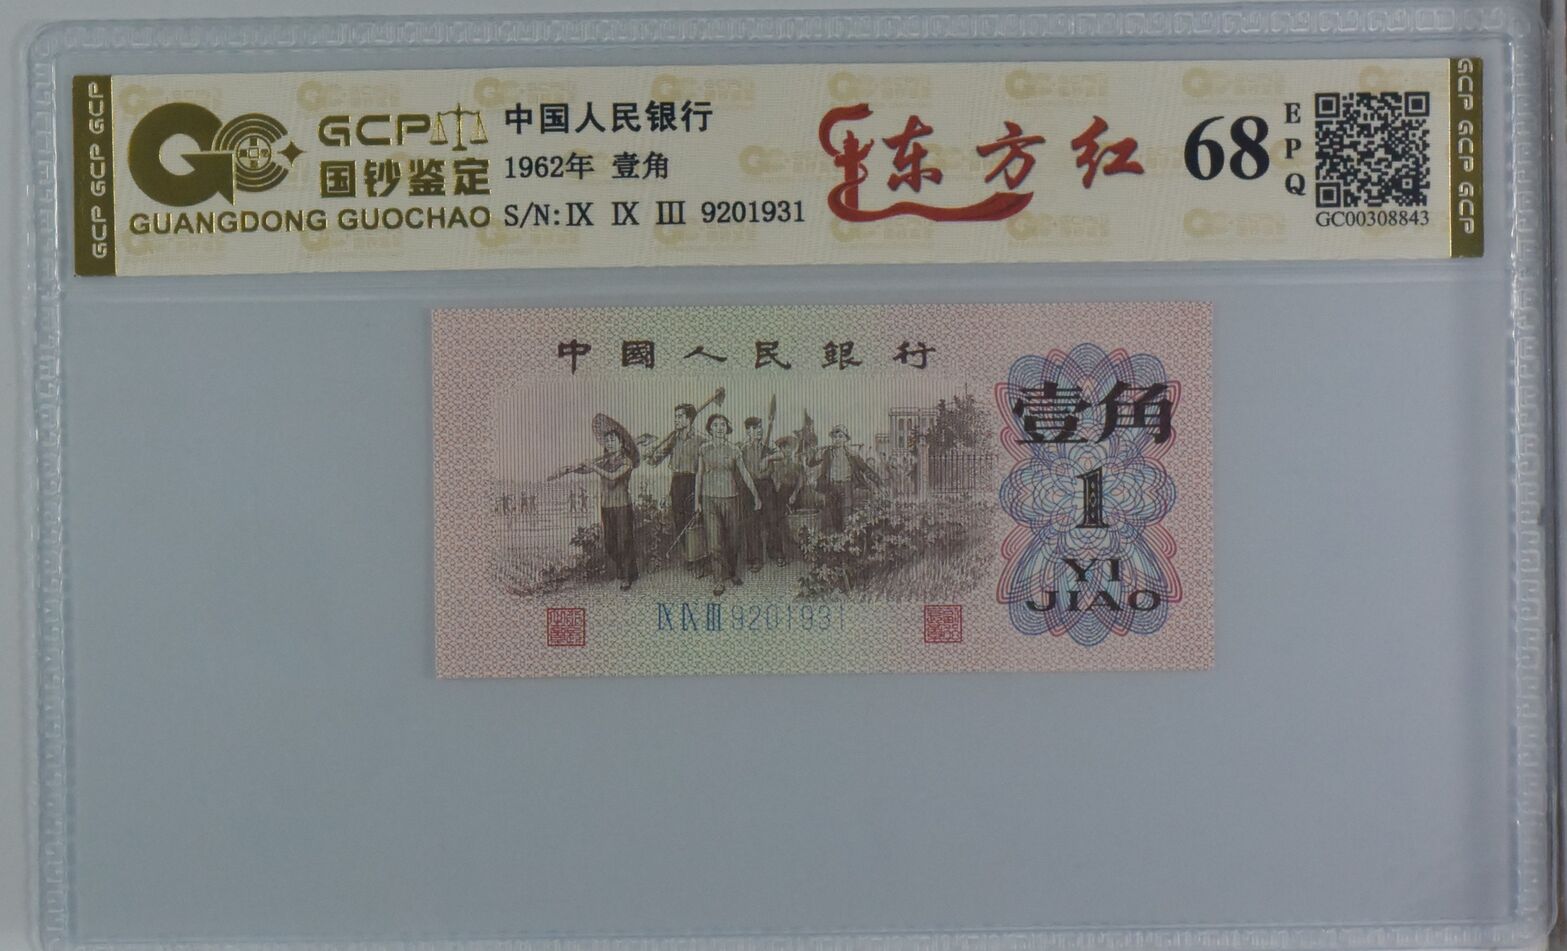 GCP GCP GCP
GCP
国钞鉴定
GUANGDONG GUOCHAO
中国人民银行
1962年 壹角
S/N:Ⅸ Ⅸ Ⅲ 9201931
东方红
68
EPQ
GC00308843
GCP GCP GCP
中國人民銀行
壹角
1
YI
JIAO
Ⅸ Ⅸ Ⅲ 9201931